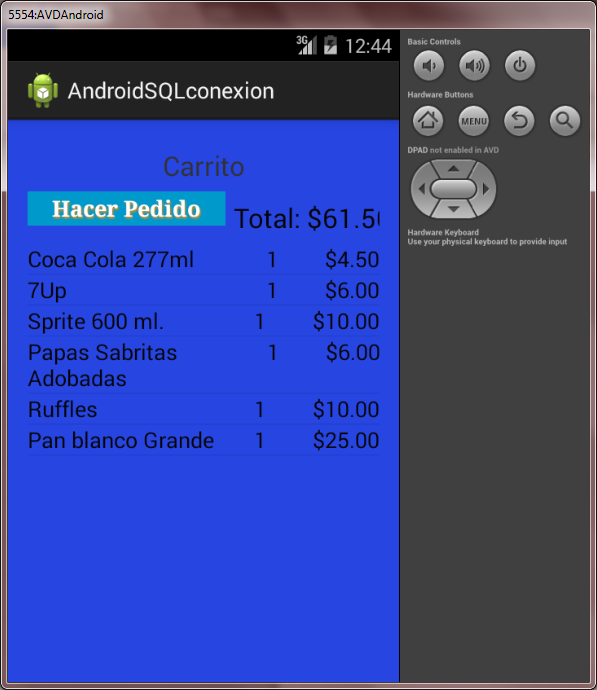 5554:AVDAndroid
3G 12:44
AndroidSQLconexion
Carrito
Hacer Pedido Total: $61.50
Coca Cola 277ml 1 $4.50
7Up 1 $6.00
Sprite 600 ml. 1 $10.00
Papas Sabritas 1 $6.00
Adobadas
Ruffles 1 $10.00
Pan blanco Grande 1 $25.00
Basic Controls
Hardware Buttons
MENU
DPAD not enabled in AVD
Hardware Keyboard
Use your physical keyboard to provide input